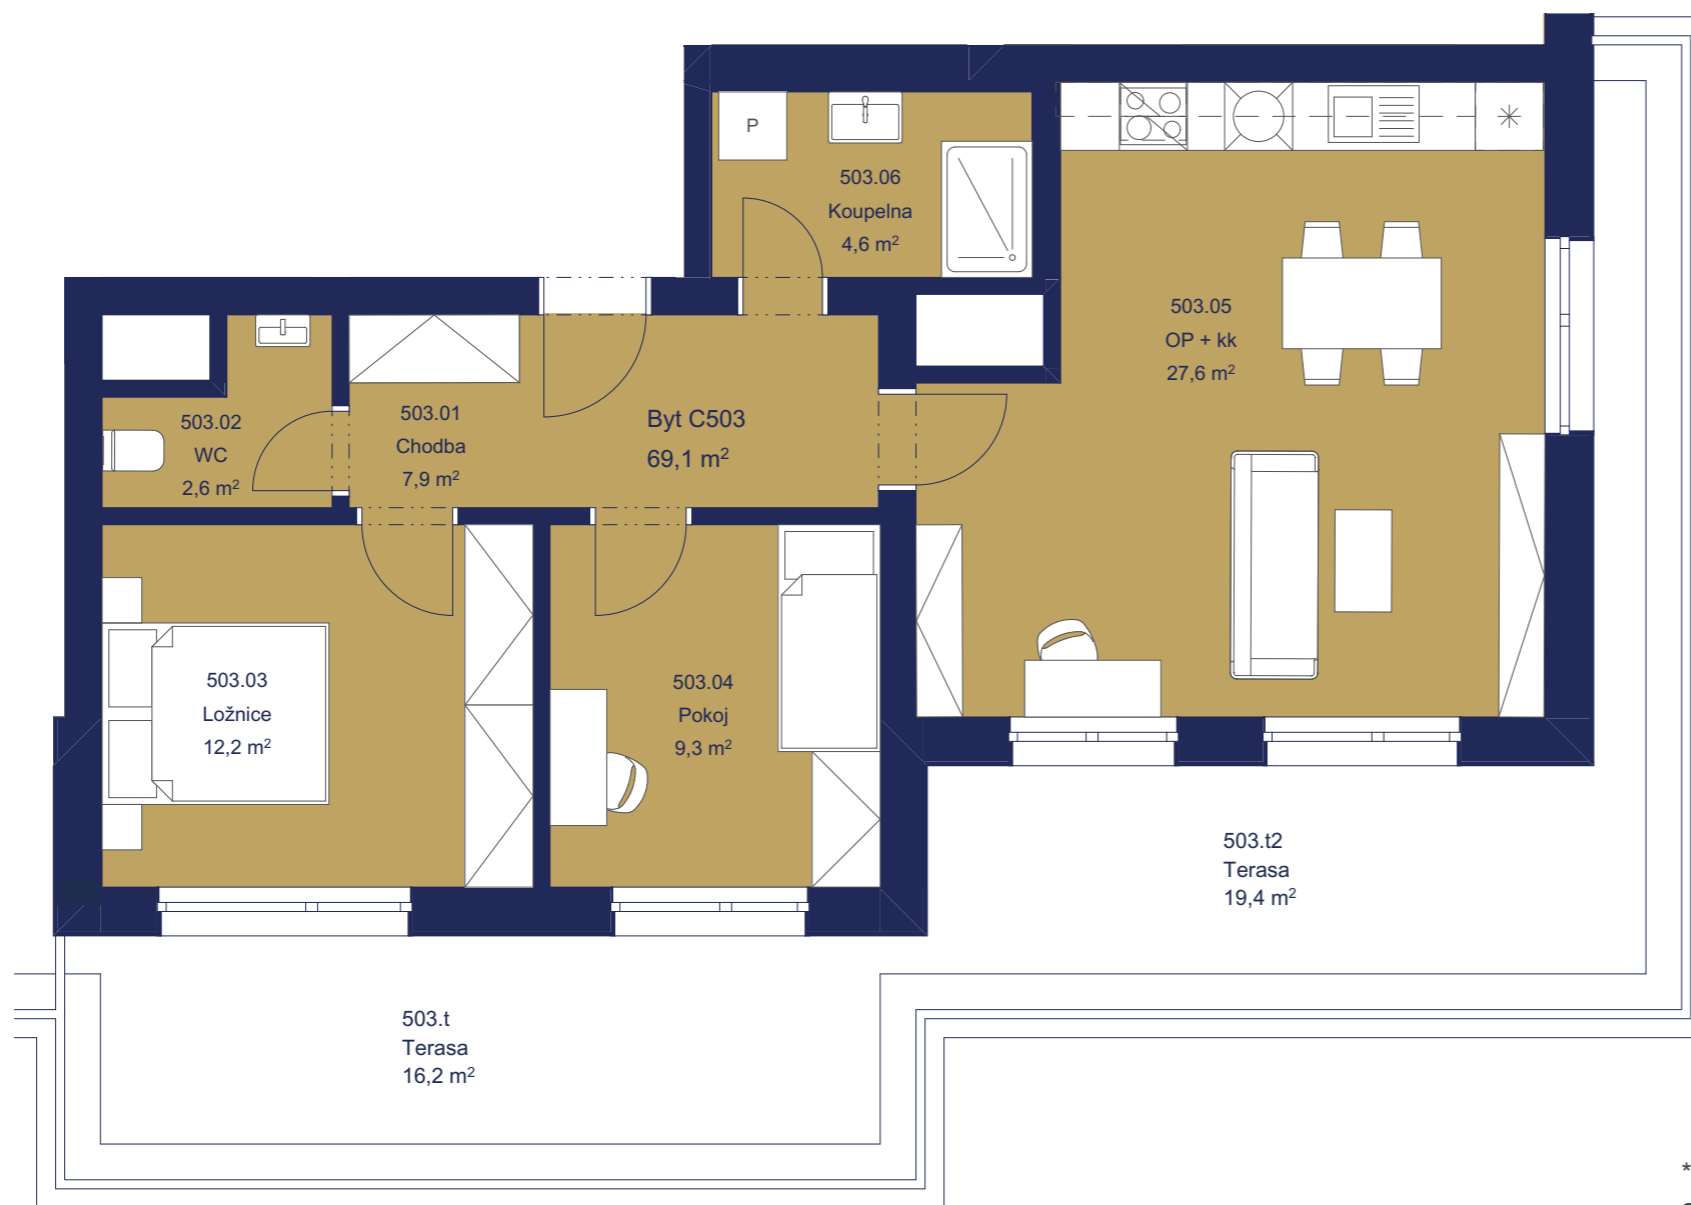 P
503.06
Koupelna
4,6 m²
503.05
OP + kk
27,6 m²
503.02
WC
2,6 m²
503.01
Chodba
7,9 m²
Byt C503
69,1 m²
503.03
Ložnice
12,2 m²
503.04
Pokoj
9,3 m²
503.t2
Terasa
19,4 m²
503.t
Terasa
16,2 m²
*